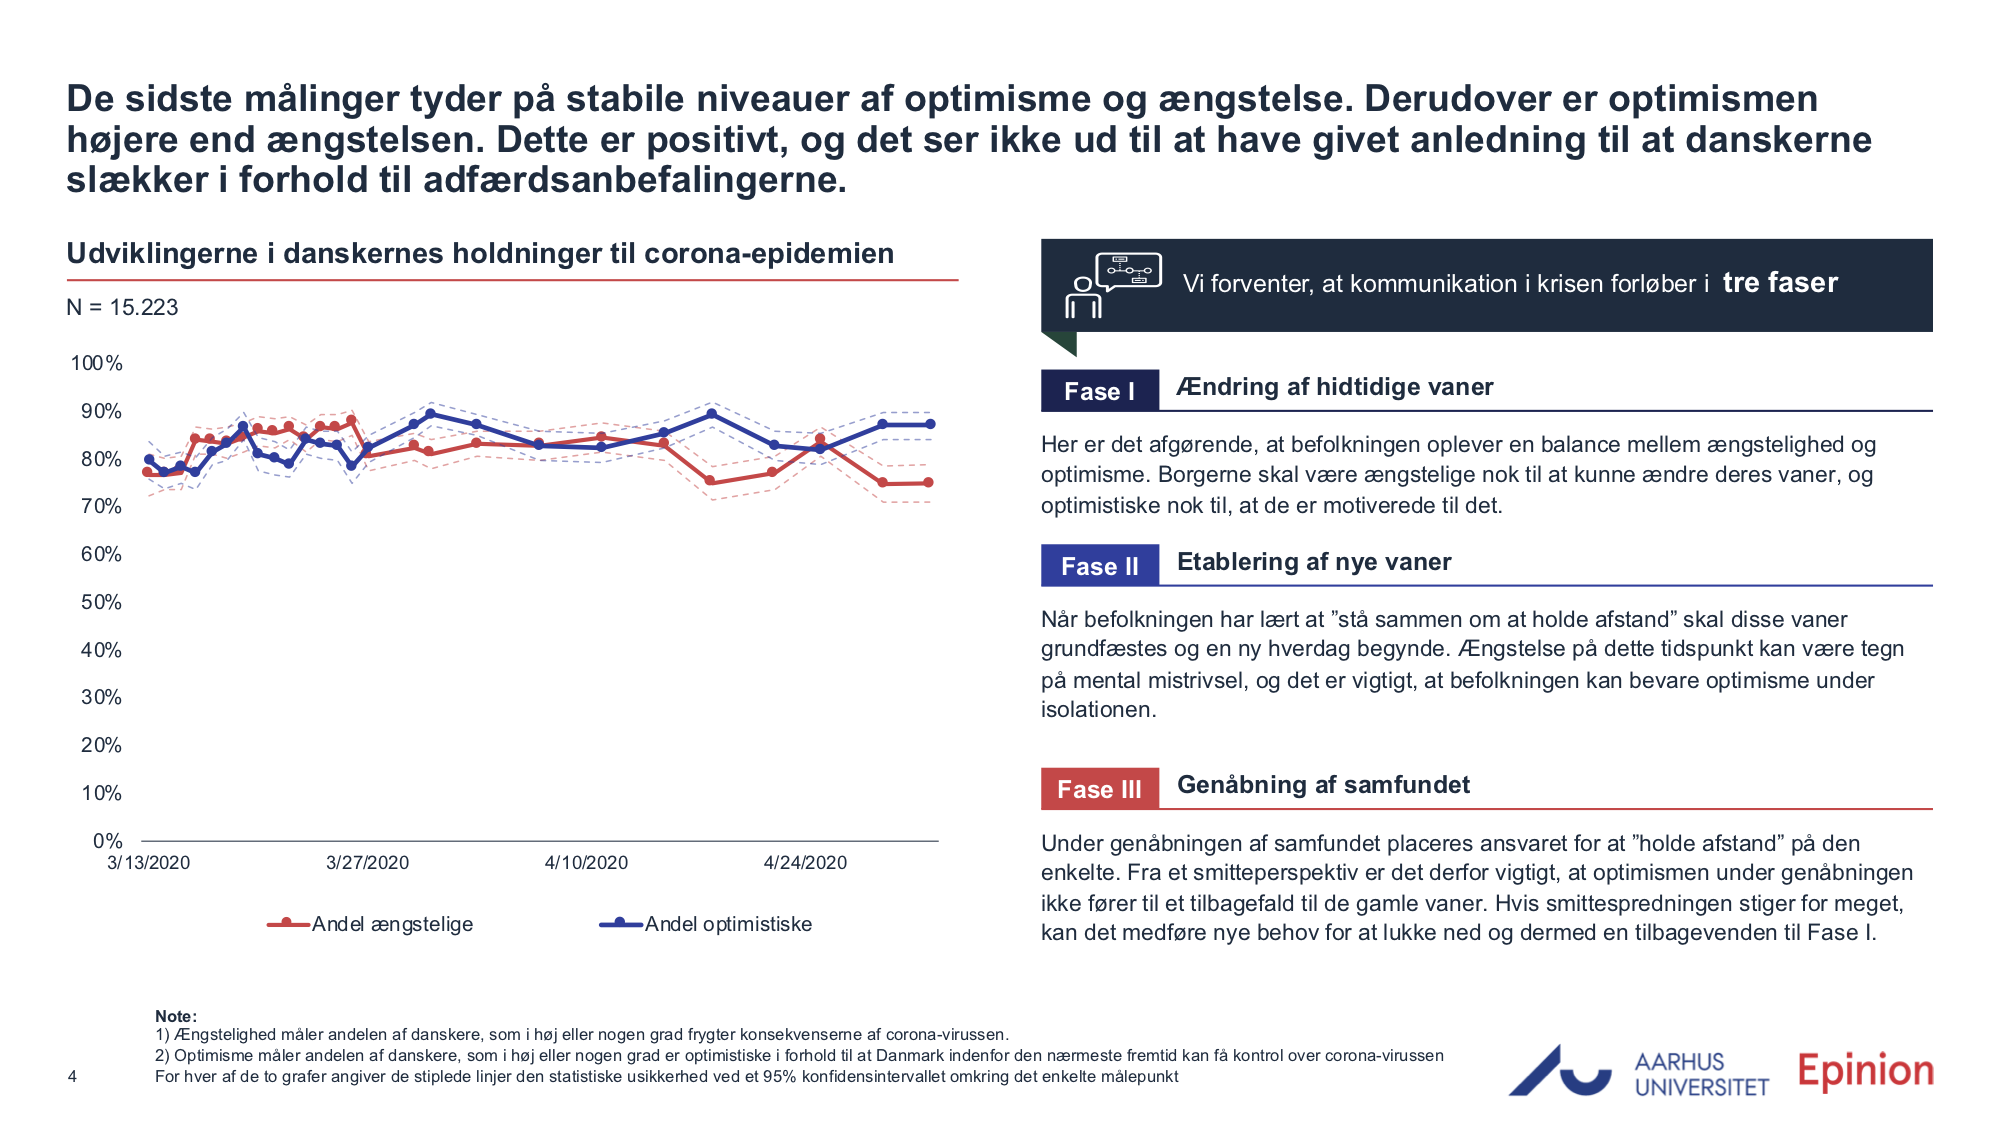 De sidste målinger tyder på stabile niveauer af optimisme og ængstelse. Derudover er optimismen
højere end ængstelsen. Dette er positivt, og det ser ikke ud til at have givet anledning til at danskerne
slækker i forhold til adfærdsanbefalingerne.
Udviklingerne i danskernes holdninger til corona-epidemien
N = 15.223
100%
90%
80%
70%
60%
50%
40%
30%
20%
10%
0%
3/13/2020
3/27/2020
4/10/2020
4/24/2020
Andel ængstelige
Andel optimistiske
Vi forventer, at kommunikation i krisen forløber i tre faser
Fase I
Ændring af hidtidige vaner
Her er det afgørende, at befolkningen oplever en balance mellem ængstelighed og
optimisme. Borgerne skal være ængstelige nok til at kunne ændre deres vaner, og
optimistiske nok til, at de er motiverede til det.
Fase II
Etablering af nye vaner
Når befolkningen har lært at ”stå sammen om at holde afstand” skal disse vaner
grundfæstes og en ny hverdag begynde. Ængstelse på dette tidspunkt kan være tegn
på mental mistrivsel, og det er vigtigt, at befolkningen kan bevare optimisme under
isolationen.
Fase III
Genåbning af samfundet
Under genåbningen af samfundet placeres ansvaret for at ”holde afstand” på den
enkelte. Fra et smitteperspektiv er det derfor vigtigt, at optimismen under genåbningen
ikke fører til et tilbagefald til de gamle vaner. Hvis smittespredningen stiger for meget,
kan det medføre nye behov for at lukke ned og dermed en tilbagevenden til Fase I.
Note:
1) Ængstelighed måler andelen af danskere, som i høj eller nogen grad frygter konsekvenserne af corona-virussen.
2) Optimisme måler andelen af danskere, som i høj eller nogen grad er optimistiske i forhold til at Danmark indenfor den nærmeste fremtid kan få kontrol over corona-virussen
For hver af de to grafer angiver de stiplede linjer den statistiske usikkerhed ved et 95% konfidensintervallet omkring det enkelte målepunkt
4
AARHUS
UNIVERSITET
Epinion